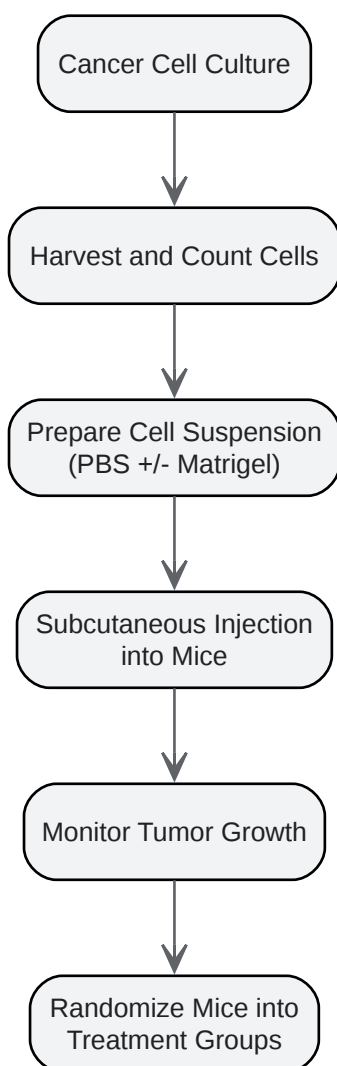 Cancer Cell Culture
Harvest and Count Cells
Prepare Cell Suspension
(PBS +/- Matrigel)
Subcutaneous Injection
into Mice
Monitor Tumor Growth
Randomize Mice into
Treatment Groups